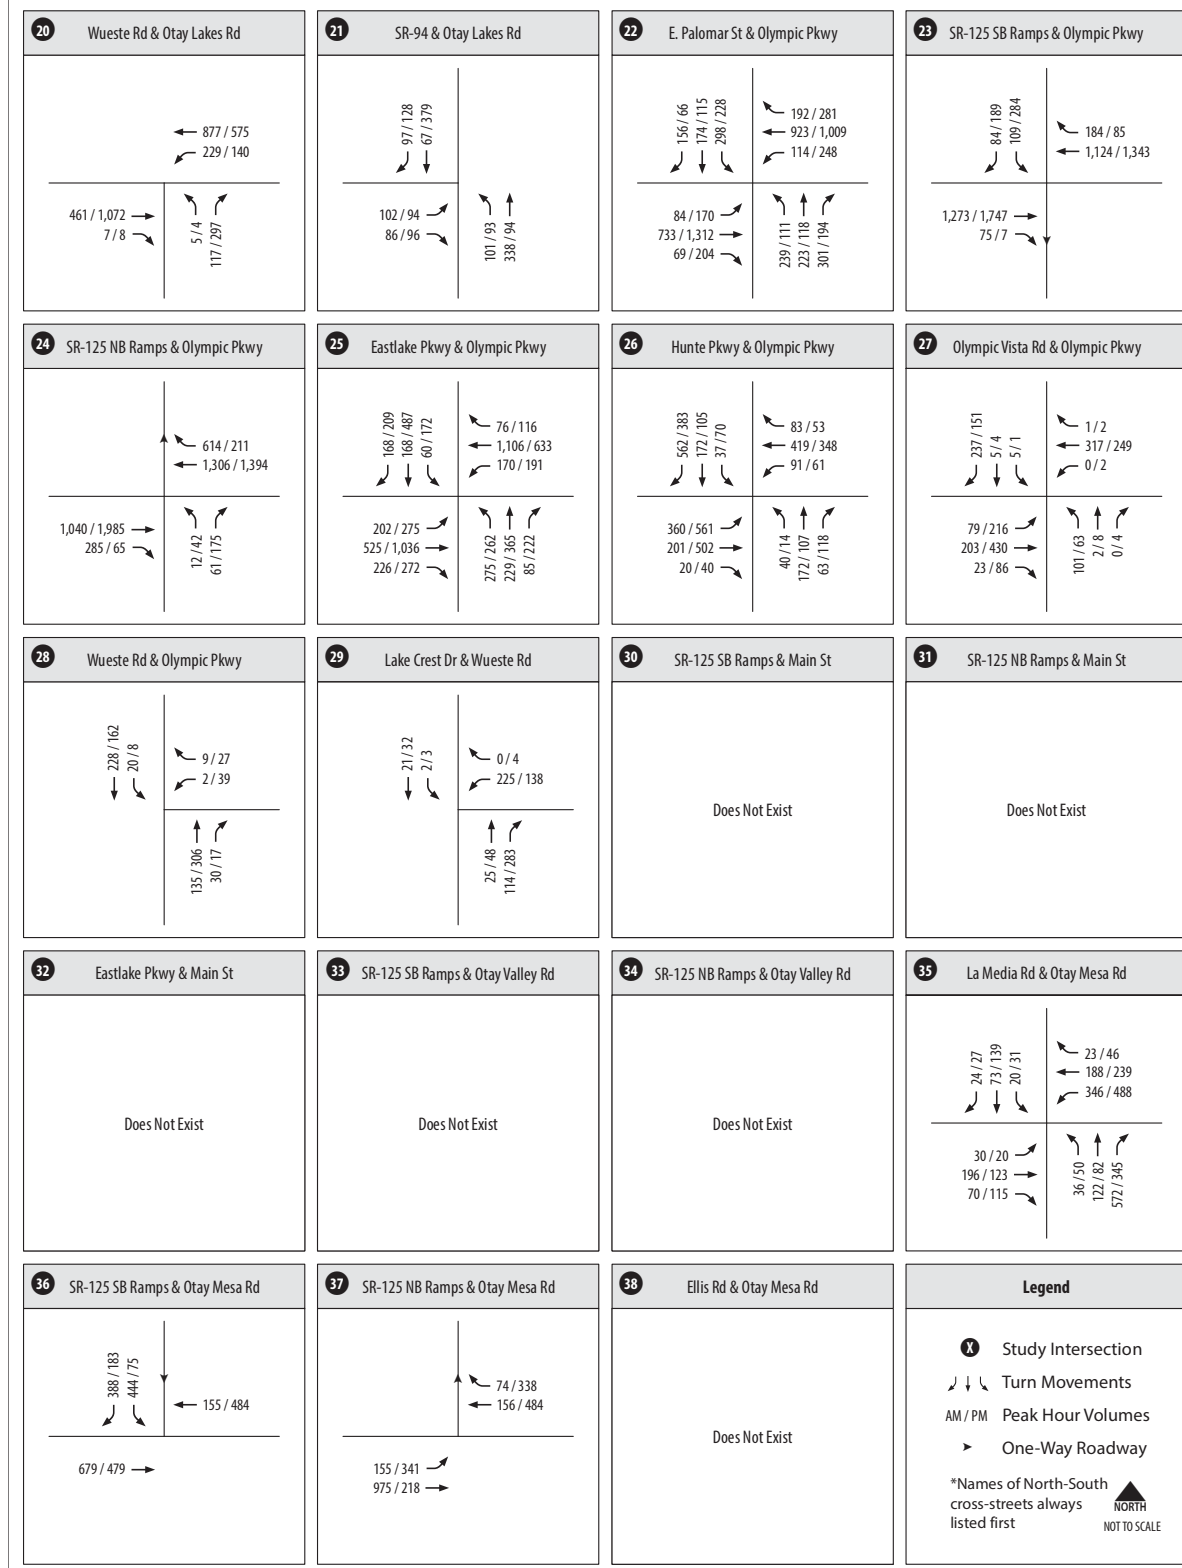 20 Wueste Rd & Otay Lakes Rd
877 / 575
229 / 140
461 / 1,072
7 / 8
5 / 4
117 / 297
21 SR-94 & Otay Lakes Rd
97 / 128
67 / 379
102 / 94
86 / 96
101 / 93
338 / 94
22 E. Palomar St & Olympic Pkwy
156 / 66
174 / 115
298 / 228
192 / 281
923 / 1,009
114 / 248
84 / 170
733 / 1,312
69 / 204
239 / 111
223 / 118
301 / 194
23 SR-125 SB Ramps & Olympic Pkwy
84 / 189
109 / 284
184 / 85
1,124 / 1,343
1,273 / 1,747
75 / 7
24 SR-125 NB Ramps & Olympic Pkwy
614 / 211
1,306 / 1,394
1,040 / 1,985
285 / 65
12 / 42
61 / 175
25 Eastlake Pkwy & Olympic Pkwy
168 / 209
168 / 487
60 / 172
76 / 116
1,106 / 633
170 / 191
202 / 275
525 / 1,036
226 / 272
275 / 262
229 / 365
85 / 222
26 Hunte Pkwy & Olympic Pkwy
562 / 383
172 / 105
37 / 70
83 / 53
419 / 348
91 / 61
360 / 561
201 / 502
20 / 40
40 / 14
172 / 107
63 / 118
27 Olympic Vista Rd & Olympic Pkwy
237 / 151
5 / 4
5 / 1
1 / 2
317 / 249
0 / 2
79 / 216
203 / 430
23 / 86
101 / 63
2 / 8
0 / 4
28 Wueste Rd & Olympic Pkwy
228 / 162
20 / 8
9 / 27
2 / 39
135 / 306
30 / 17
29 Lake Crest Dr & Wueste Rd
21 / 32
2 / 3
0 / 4
225 / 138
25 / 48
114 / 283
30 SR-125 SB Ramps & Main St
Does Not Exist
31 SR-125 NB Ramps & Main St
Does Not Exist
32 Eastlake Pkwy & Main St
Does Not Exist
33 SR-125 SB Ramps & Otay Valley Rd
Does Not Exist
34 SR-125 NB Ramps & Otay Valley Rd
Does Not Exist
35 La Media Rd & Otay Mesa Rd
24 / 27
73 / 139
20 / 31
23 / 46
188 / 239
346 / 488
30 / 20
196 / 123
70 / 115
36 / 50
122 / 82
572 / 345
36 SR-125 SB Ramps & Otay Mesa Rd
388 / 183
444 / 75
155 / 484
679 / 479
37 SR-125 NB Ramps & Otay Mesa Rd
74 / 338
156 / 484
155 / 341
975 / 218
38 Ellis Rd & Otay Mesa Rd
Does Not Exist
Legend
X Study Intersection
Turn Movements
AM / PM Peak Hour Volumes
One-Way Roadway
*Names of North-South
cross-streets always
listed first
NORTH
NOT TO SCALE